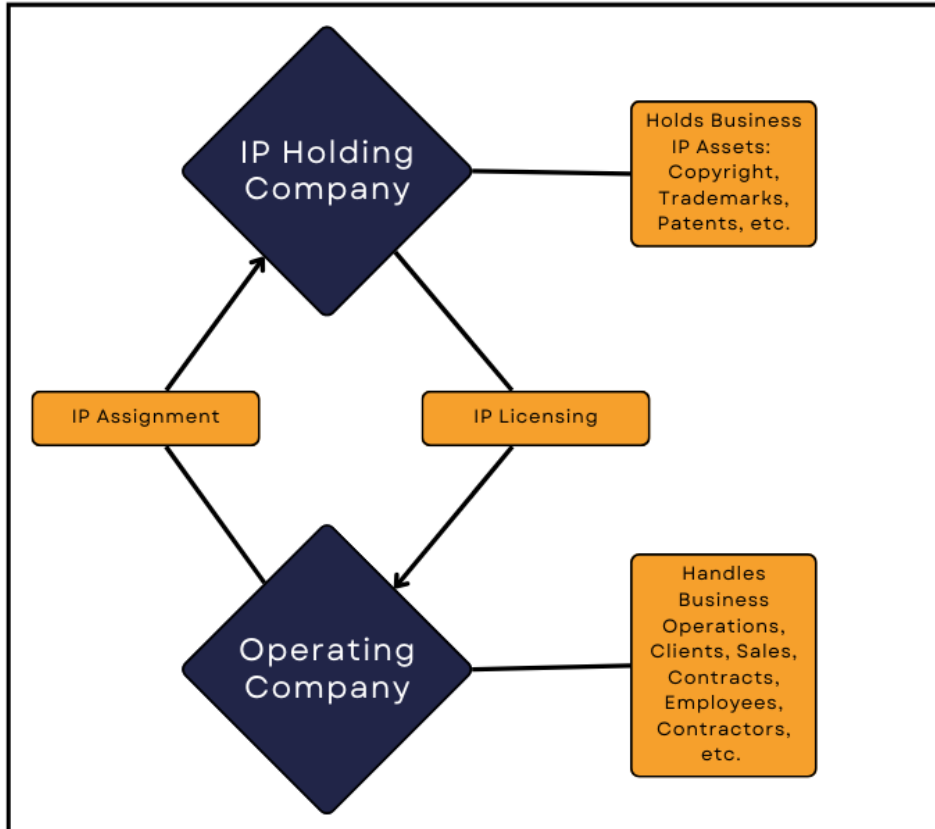 IP Holding
Company
Holds Business
IP Assets:
Copyright,
Trademarks,
Patents, etc.
IP Assignment
IP Licensing
Operating
Company
Handles
Business
Operations,
Clients, Sales,
Contracts,
Employees,
Contractors,
etc.